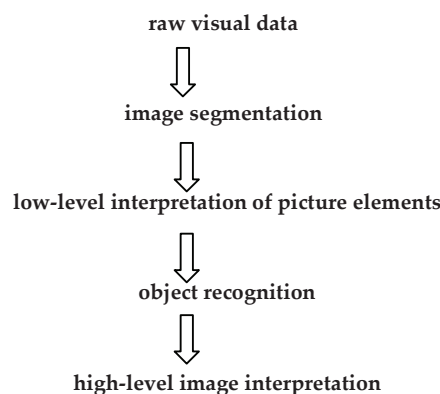 raw visual data
image segmentation
low-level interpretation of picture elements
object recognition
high-level image interpretation